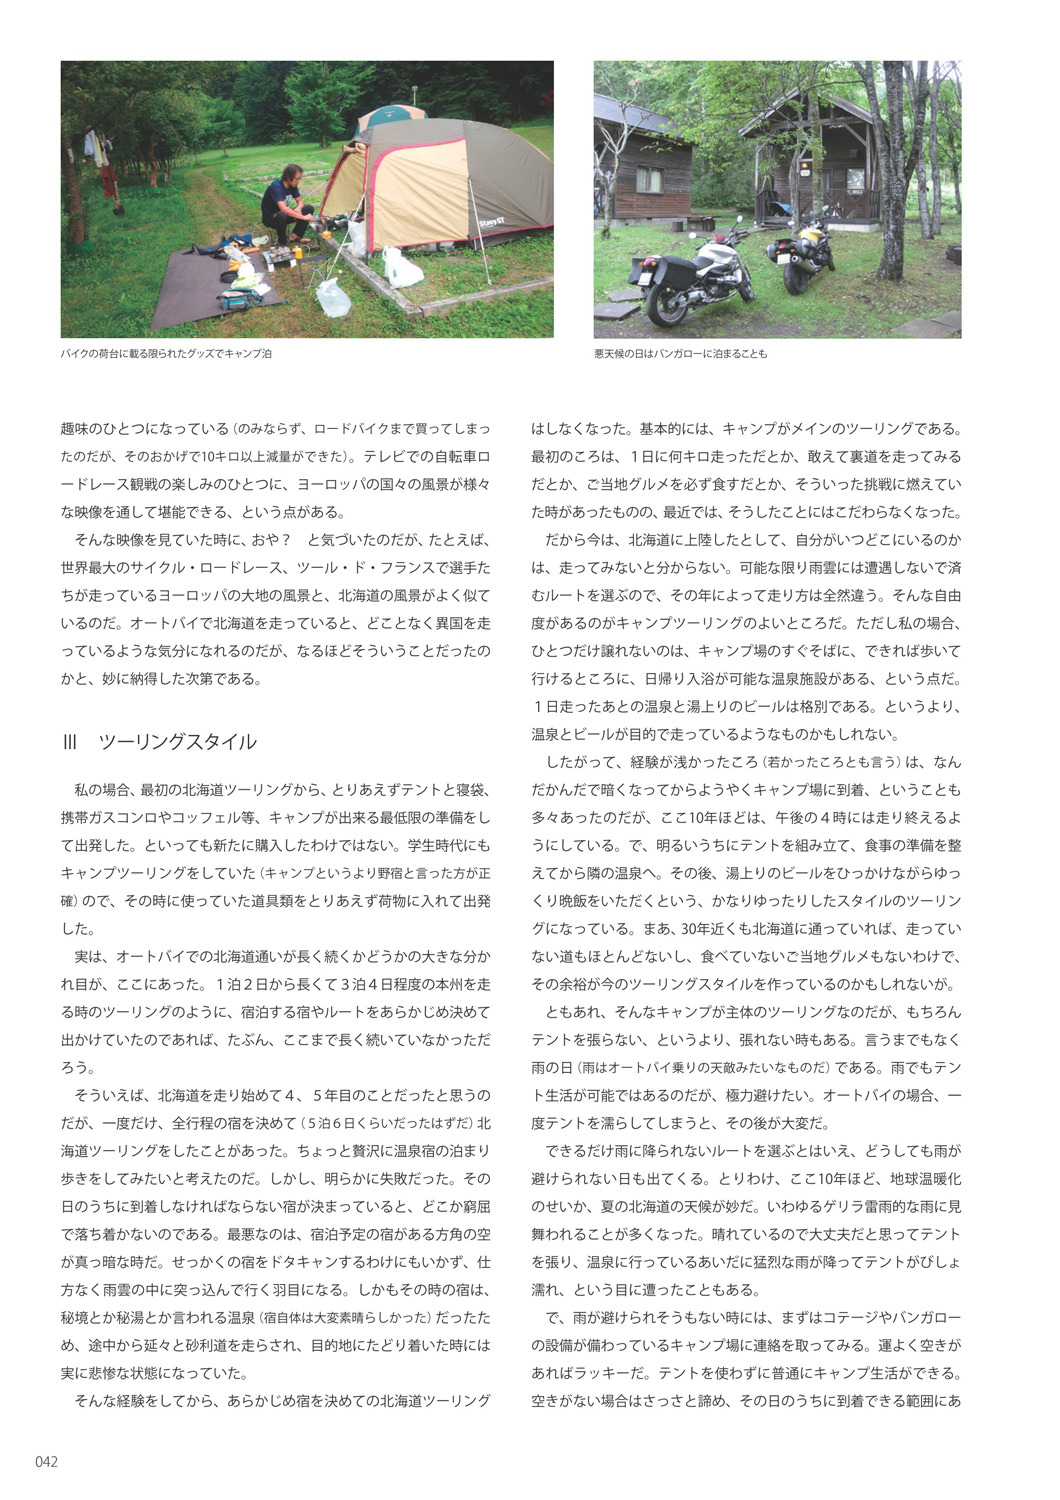 バイクの荷台に載る限られたグッズでキャンプ泊
悪天候の日はバンガローに泊まることも
趣味のひとつになっている（のみならず、ロードバイクまで買ってしまっ
たのだが、そのおかげで10キロ以上減量ができた）。テレビでの自転車ロ
ードレース観戦の楽しみのひとつに、ヨーロッパの国々の風景が様々
な映像を通して堪能できる、という点がある。
そんな映像を見ていた時に、おや？　と気づいたのだが、たとえば、
世界最大のサイクル・ロードレース、ツール・ド・フランスで選手た
ちが走っているヨーロッパの大地の風景と、北海道の風景がよく似て
いるのだ。オートバイで北海道を走っていると、どことなく異国を走
っているような気分になれるのだが、なるほどそういうことだったの
かと、妙に納得した次第である。
Ⅲ　ツーリングスタイル
私の場合、最初の北海道ツーリングから、とりあえずテントと寝袋、
携帯ガスコンロやコッフェル等、キャンプが出来る最低限の準備をし
て出発した。といっても新たに購入したわけではない。学生時代にも
キャンプツーリングをしていた（キャンプというより野宿と言った方が正
確）ので、その時に使っていた道具類をとりあえず荷物に入れて出発
した。
実は、オートバイでの北海道通いが長く続くかどうかの大きな分か
れ目が、ここにあった。１泊２日から長くて３泊４日程度の本州を走
る時のツーリングのように、宿泊する宿やルートをあらかじめ決めて
出かけていたのであれば、たぶん、ここまで長く続いていなかっただ
ろう。
そういえば、北海道を走り始めて４、５年目のことだったと思うの
だが、一度だけ、全行程の宿を決めて（５泊６日くらいだったはずだ）北
海道ツーリングをしたことがあった。ちょっと贅沢に温泉宿の泊まり
歩きをしてみたいと考えたのだ。しかし、明らかに失敗だった。その
日のうちに到着しなければならない宿が決まっていると、どこか窮屈
で落ち着かないのである。最悪なのは、宿泊予定の宿がある方角の空
が真っ暗な時だ。せっかくの宿をドタキャンするわけにもいかず、仕
方なく雨雲の中に突っ込んで行く羽目になる。しかもその時の宿は、
秘境とか秘湯とか言われる温泉（宿自体は大変素晴らしかった）だったた
め、途中から延々と砂利道を走らされ、目的地にたどり着いた時には
実に悲惨な状態になっていた。
そんな経験をしてから、あらかじめ宿を決めての北海道ツーリング
はしなくなった。基本的には、キャンプがメインのツーリングである。
最初のころは、１日に何キロ走っただとか、敢えて裏道を走ってみる
だとか、ご当地グルメを必ず食すだとか、そういった挑戦に燃えてい
た時があったものの、最近では、そうしたことにはこだわらなくなった。
だから今は、北海道に上陸したとして、自分がいつどこにいるのか
は、走ってみないと分からない。可能な限り雨雲には遭遇しないで済
むルートを選ぶので、その年によって走り方は全然違う。そんな自由
度があるのがキャンプツーリングのよいところだ。ただし私の場合、
ひとつだけ譲れないのは、キャンプ場のすぐそばに、できれば歩いて
行けるところに、日帰り入浴が可能な温泉施設がある、という点だ。
１日走ったあとの温泉と湯上りのビールは格別である。というより、
温泉とビールが目的で走っているようなものかもしれない。
したがって、経験が浅かったころ（若かったころとも言う）は、なん
だかんだで暗くなってからようやくキャンプ場に到着、ということも
多々あったのだが、ここ10年ほどは、午後の４時には走り終えるよ
うにしている。で、明るいうちにテントを組み立て、食事の準備を整
えてから隣の温泉へ。その後、湯上りのビールをひっかけながらゆっ
くり晩飯をいただくという、かなりゆったりしたスタイルのツーリン
グになっている。まあ、30年近くも北海道に通っていれば、走ってい
ない道もほとんどないし、食べていないご当地グルメもないわけで、
その余裕が今のツーリングスタイルを作っているのかもしれないが。
ともあれ、そんなキャンプが主体のツーリングなのだが、もちろん
テントを張らない、というより、張れない時もある。言うまでもなく
雨の日（雨はオートバイ乗りの天敵みたいなものだ）である。雨でもテン
ト生活が可能ではあるのだが、極力避けたい。オートバイの場合、一
度テントを濡らしてしまうと、その後が大変だ。
できるだけ雨に降られないルートを選ぶとはいえ、どうしても雨が
避けられない日も出てくる。とりわけ、ここ10年ほど、地球温暖化
のせいか、夏の北海道の天候が妙だ。いわゆるゲリラ雷雨的な雨に見
舞われることが多くなった。晴れているので大丈夫だと思ってテント
を張り、温泉に行っているあいだに猛烈な雨が降ってテントがびしょ
濡れ、という目に遭ったこともある。
で、雨が避けられそうもない時には、まずはコテージやバンガロー
の設備が備わっているキャンプ場に連絡を取ってみる。運よく空きが
あればラッキーだ。テントを使わずに普通にキャンプ生活ができる。
空きがない場合はさっさと諦め、その日のうちに到着できる範囲にあ
042